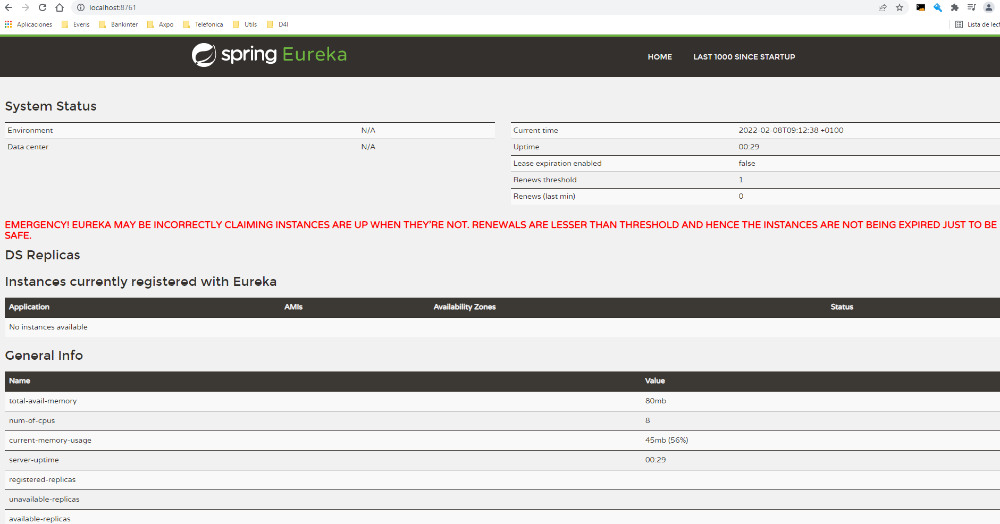 localhost:8761
Aplicaciones Everis Bankinter Axpo Telefonica Utils D4I Lista de lect
spring Eureka HOME LAST 1000 SINCE STARTUP
System Status
Environment N/A
Data center N/A
Current time 2022-02-08T09:12:38 +0100
Uptime 00:29
Lease expiration enabled false
Renews threshold 1
Renews (last min) 0
EMERGENCY! EUREKA MAY BE INCORRECTLY CLAIMING INSTANCES ARE UP WHEN THEY'RE NOT. RENEWALS ARE LESSER THAN THRESHOLD AND HENCE THE INSTANCES ARE NOT BEING EXPIRED JUST TO BE
SAFE.
DS Replicas
Instances currently registered with Eureka
Application AMIs Availability Zones Status
No instances available
General Info
Name Value
total-avail-memory 80mb
num-of-cpus 8
current-memory-usage 45mb (56%)
server-uptime 00:29
registered-replicas
unavailable-replicas
available-replicas